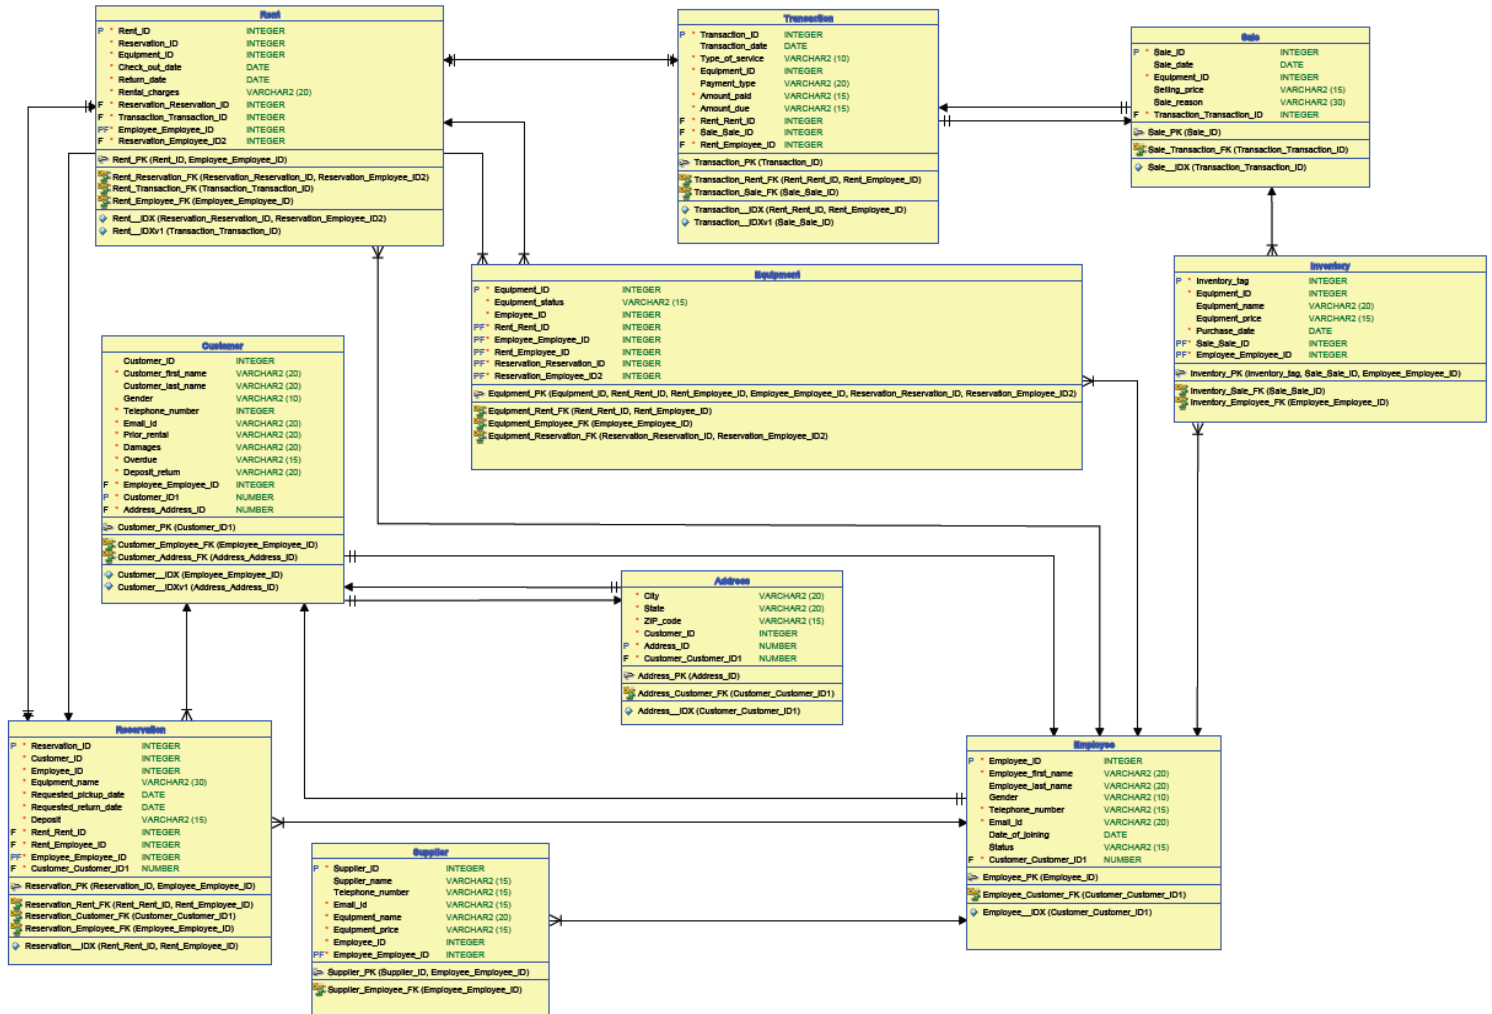 Rent
P * Rent_ID INTEGER
* Reservation_ID INTEGER
* Equipment_ID INTEGER
* Check_out_date DATE
* Return_date DATE
* Rental_charges VARCHAR2 (20)
F * Reservation_Reservation_ID INTEGER
F * Transaction_Transaction_ID INTEGER
PF* Employee_Employee_ID INTEGER
F * Reservation_Employee_ID2 INTEGER
Rent_PK (Rent_ID, Employee_Employee_ID)
Rent_Reservation_FK (Reservation_Reservation_ID, Reservation_Employee_ID2)
Rent_Transaction_FK (Transaction_Transaction_ID)
Rent_Employee_FK (Employee_Employee_ID)
Rent__IDX (Reservation_Reservation_ID, Reservation_Employee_ID2)
Rent__IDXv1 (Transaction_Transaction_ID)
Transaction
P * Transaction_ID INTEGER
Transaction_date DATE
* Type_of_service VARCHAR2 (10)
* Equipment_ID INTEGER
Payment_type VARCHAR2 (20)
* Amount_paid VARCHAR2 (15)
* Amount_due VARCHAR2 (15)
F * Rent_Rent_ID INTEGER
F * Sale_Sale_ID INTEGER
F * Rent_Employee_ID INTEGER
Transaction_PK (Transaction_ID)
Transaction_Rent_FK (Rent_Rent_ID, Rent_Employee_ID)
Transaction_Sale_FK (Sale_Sale_ID)
Transaction__IDX (Rent_Rent_ID, Rent_Employee_ID)
Transaction__IDXv1 (Sale_Sale_ID)
Sale
P * Sale_ID INTEGER
Sale_date DATE
* Equipment_ID INTEGER
Selling_price VARCHAR2 (15)
Sale_reason VARCHAR2 (30)
F * Transaction_Transaction_ID INTEGER
Sale_PK (Sale_ID)
Sale_Transaction_FK (Transaction_Transaction_ID)
Sale__IDX (Transaction_Transaction_ID)
Equipment
P * Equipment_ID INTEGER
* Equipment_status VARCHAR2 (15)
* Employee_ID INTEGER
PF* Rent_Rent_ID INTEGER
PF* Employee_Employee_ID INTEGER
PF* Rent_Employee_ID INTEGER
PF* Reservation_Reservation_ID INTEGER
PF* Reservation_Employee_ID2 INTEGER
Equipment_PK (Equipment_ID, Rent_Rent_ID, Rent_Employee_ID, Employee_Employee_ID, Reservation_Reservation_ID, Reservation_Employee_ID2)
Equipment_Rent_FK (Rent_Rent_ID, Rent_Employee_ID)
Equipment_Employee_FK (Employee_Employee_ID)
Equipment_Reservation_FK (Reservation_Reservation_ID, Reservation_Employee_ID2)
Inventory
P * Inventory_tag INTEGER
* Equipment_ID INTEGER
Equipment_name VARCHAR2 (20)
Equipment_price VARCHAR2 (15)
* Purchase_date DATE
PF* Sale_Sale_ID INTEGER
PF* Employee_Employee_ID INTEGER
Inventory_PK (Inventory_tag, Sale_Sale_ID, Employee_Employee_ID)
Inventory_Sale_FK (Sale_Sale_ID)
Inventory_Employee_FK (Employee_Employee_ID)
Customer
Customer_ID INTEGER
* Customer_first_name VARCHAR2 (20)
Customer_last_name VARCHAR2 (20)
Gender VARCHAR2 (10)
* Telephone_number INTEGER
* Email_id VARCHAR2 (20)
* Prior_rental VARCHAR2 (20)
* Damages VARCHAR2 (20)
* Overdue VARCHAR2 (15)
* Deposit_return VARCHAR2 (20)
F * Employee_Employee_ID INTEGER
P * Customer_ID1 NUMBER
F * Address_Address_ID NUMBER
Customer_PK (Customer_ID1)
Customer_Employee_FK (Employee_Employee_ID)
Customer_Address_FK (Address_Address_ID)
Customer__IDX (Employee_Employee_ID)
Customer__IDXv1 (Address_Address_ID)
Address
* City VARCHAR2 (20)
* State VARCHAR2 (20)
* ZIP_code VARCHAR2 (15)
* Customer_ID INTEGER
P * Address_ID NUMBER
F * Customer_Customer_ID1 NUMBER
Address_PK (Address_ID)
Address_Customer_FK (Customer_Customer_ID1)
Address__IDX (Customer_Customer_ID1)
Reservation
P * Reservation_ID INTEGER
* Customer_ID INTEGER
* Employee_ID INTEGER
* Equipment_name VARCHAR2 (30)
* Requested_pickup_date DATE
* Requested_return_date DATE
* Deposit VARCHAR2 (15)
F * Rent_Rent_ID INTEGER
F * Rent_Employee_ID INTEGER
PF* Employee_Employee_ID INTEGER
F * Customer_Customer_ID1 NUMBER
Reservation_PK (Reservation_ID, Employee_Employee_ID)
Reservation_Rent_FK (Rent_Rent_ID, Rent_Employee_ID)
Reservation_Customer_FK (Customer_Customer_ID1)
Reservation_Employee_FK (Employee_Employee_ID)
Reservation__IDX (Rent_Rent_ID, Rent_Employee_ID)
Employee
P * Employee_ID INTEGER
* Employee_first_name VARCHAR2 (20)
Employee_last_name VARCHAR2 (20)
Gender VARCHAR2 (10)
* Telephone_number VARCHAR2 (15)
* Email_id VARCHAR2 (20)
Date_of_joining DATE
Status VARCHAR2 (15)
F * Customer_Customer_ID1 NUMBER
Employee_PK (Employee_ID)
Employee_Customer_FK (Customer_Customer_ID1)
Employee__IDX (Customer_Customer_ID1)
Supplier
P * Supplier_ID INTEGER
Supplier_name VARCHAR2 (15)
Telephone_number VARCHAR2 (15)
* Email_id VARCHAR2 (15)
* Equipment_name VARCHAR2 (20)
* Equipment_price VARCHAR2 (15)
* Employee_ID INTEGER
PF* Employee_Employee_ID INTEGER
Supplier_PK (Supplier_ID, Employee_Employee_ID)
Supplier_Employee_FK (Employee_Employee_ID)